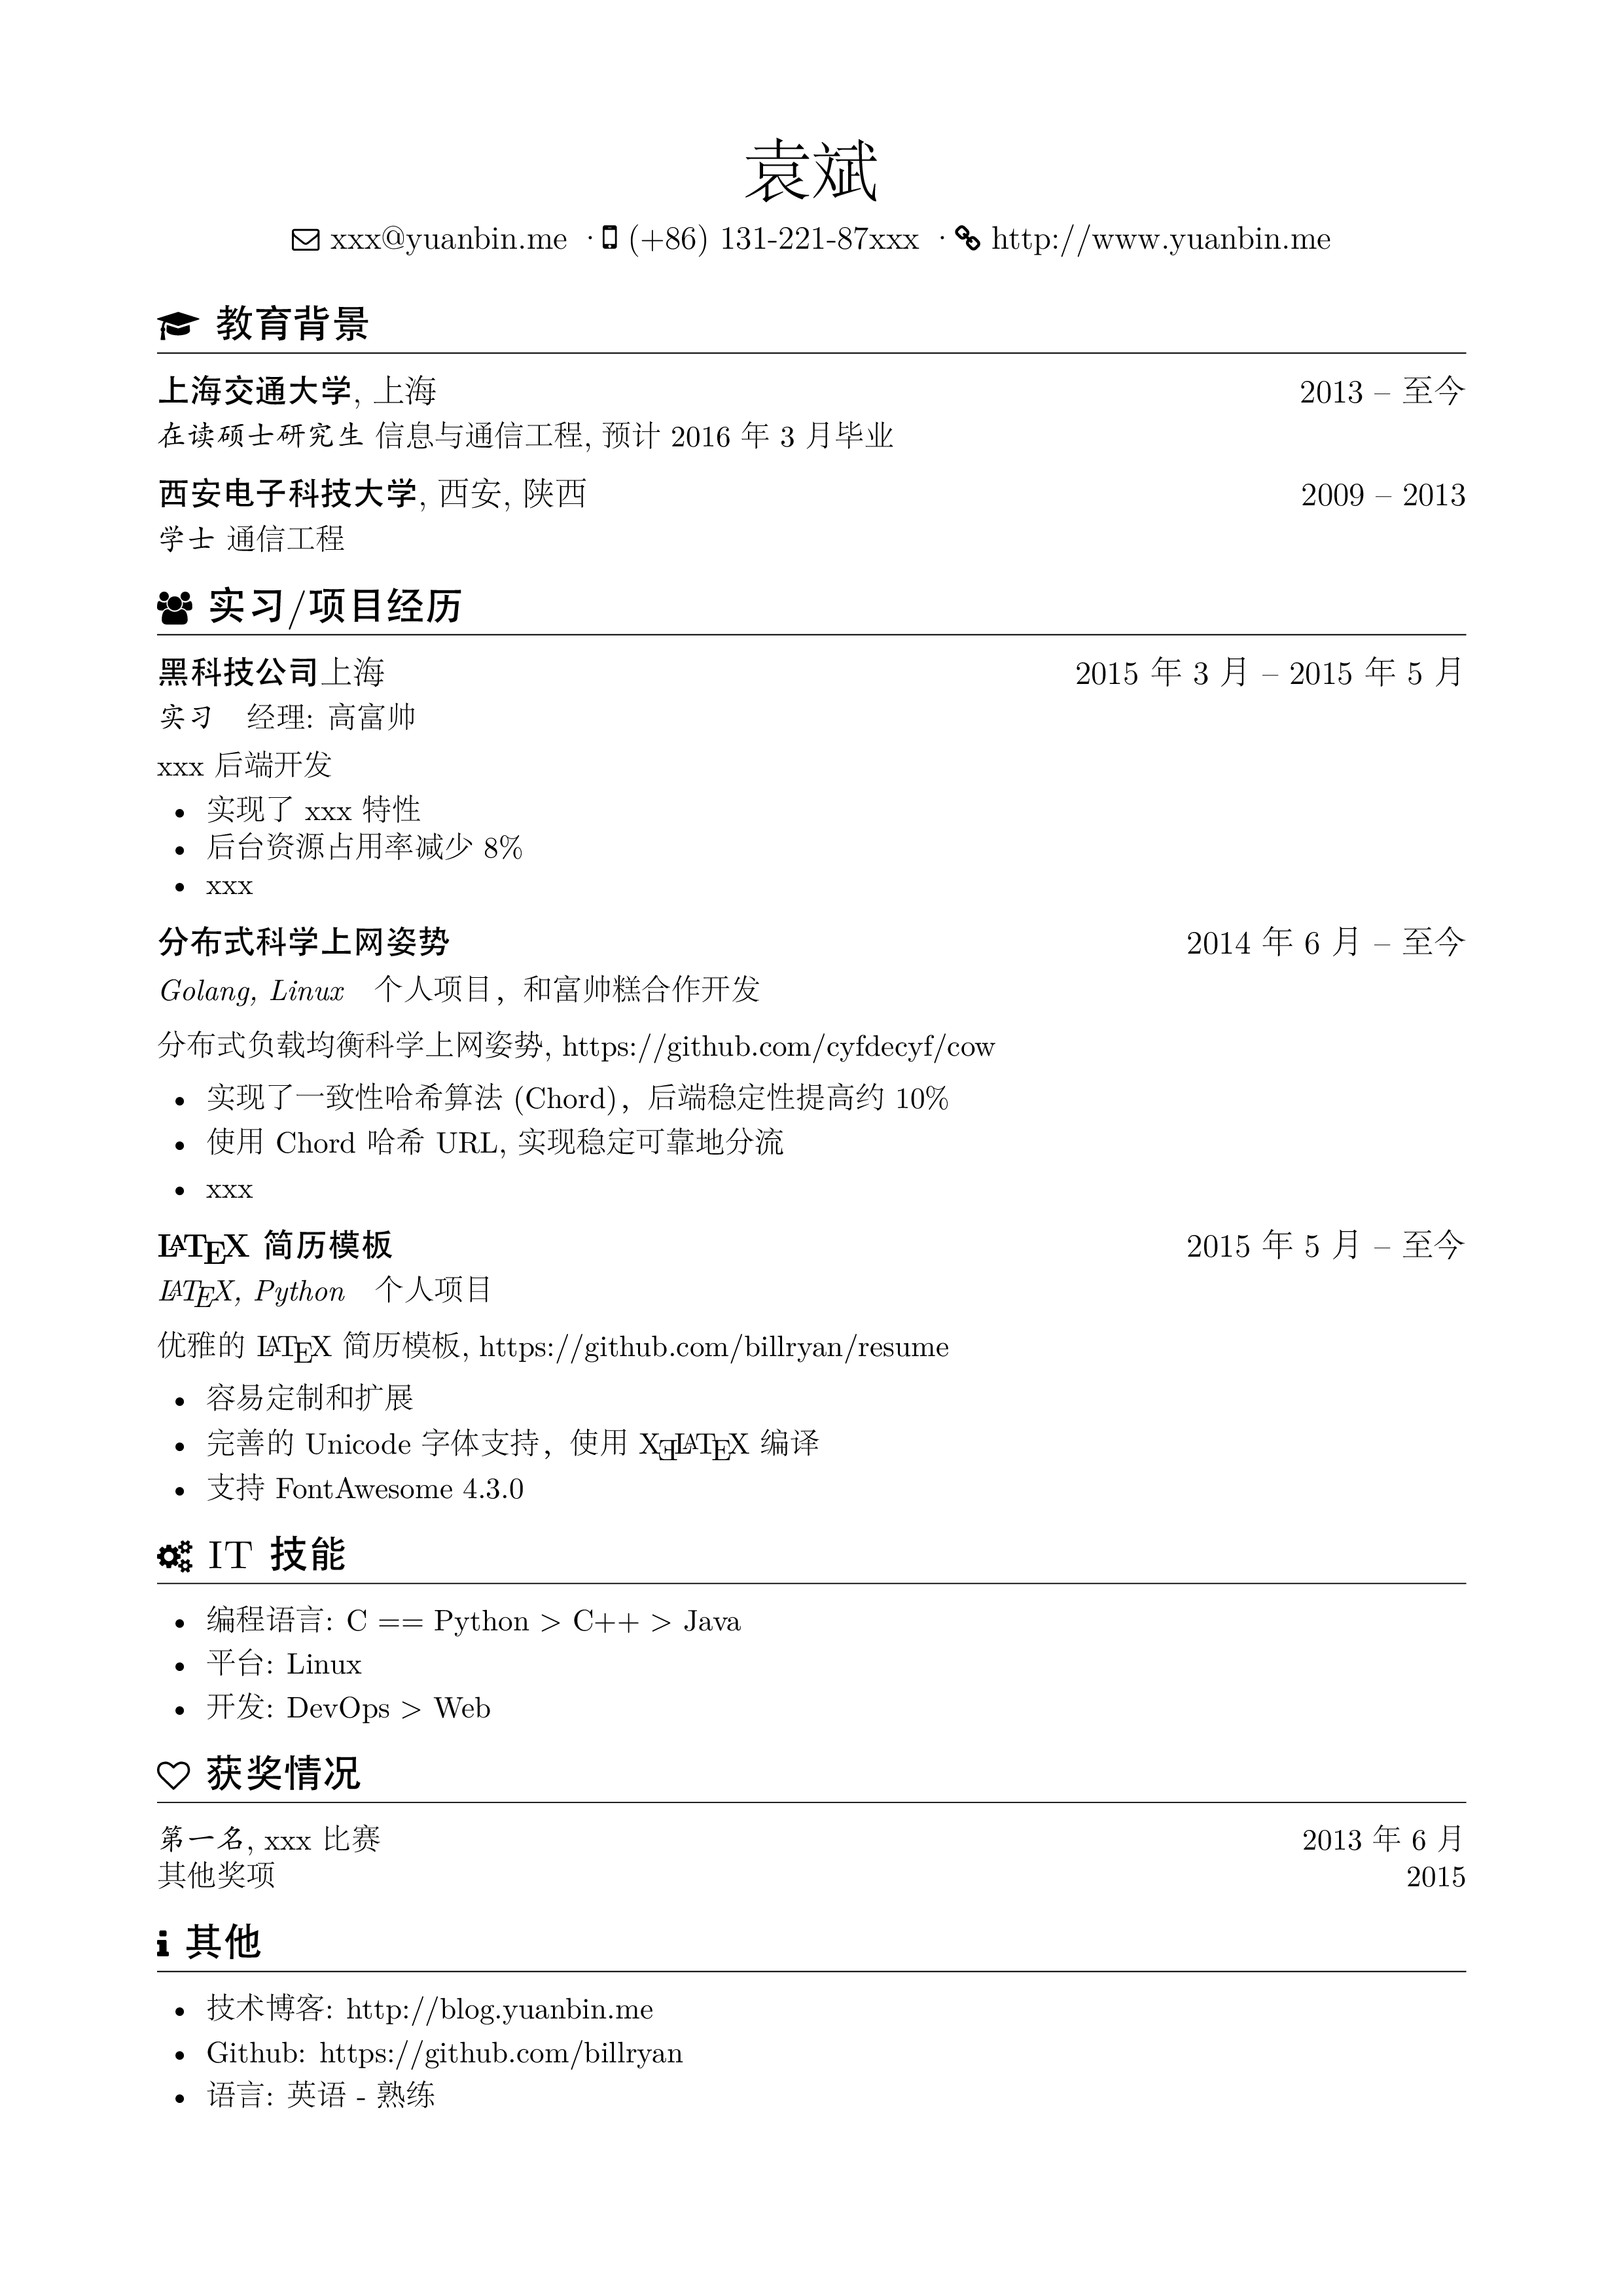 袁斌
xxx@yuanbin.me · (+86) 131-221-87xxx · http://www.yuanbin.me
教育背景
上海交通大学, 上海 2013 – 至今
在读硕士研究生 信息与通信工程, 预计 2016 年 3 月毕业
西安电子科技大学, 西安, 陕西 2009 – 2013
学士 通信工程
实习/项目经历
黑科技公司上海 2015 年 3 月 – 2015 年 5 月
实习 经理: 高富帅
xxx 后端开发
• 实现了 xxx 特性
• 后台资源占用率减少 8%
• xxx
分布式科学上网姿势 2014 年 6 月 – 至今
Golang, Linux 个人项目，和富帅糕合作开发
分布式负载均衡科学上网姿势, https://github.com/cyfdecyf/cow
• 实现了一致性哈希算法 (Chord)，后端稳定性提高约 10%
• 使用 Chord 哈希 URL, 实现稳定可靠地分流
• xxx
LATEX 简历模板 2015 年 5 月 – 至今
LATEX, Python 个人项目
优雅的 LATEX 简历模板, https://github.com/billryan/resume
• 容易定制和扩展
• 完善的 Unicode 字体支持，使用 XƎLATEX 编译
• 支持 FontAwesome 4.3.0
IT 技能
• 编程语言: C == Python > C++ > Java
• 平台: Linux
• 开发: DevOps > Web
获奖情况
第一名, xxx 比赛 2013 年 6 月
其他奖项 2015
其他
• 技术博客: http://blog.yuanbin.me
• Github: https://github.com/billryan
• 语言: 英语 - 熟练